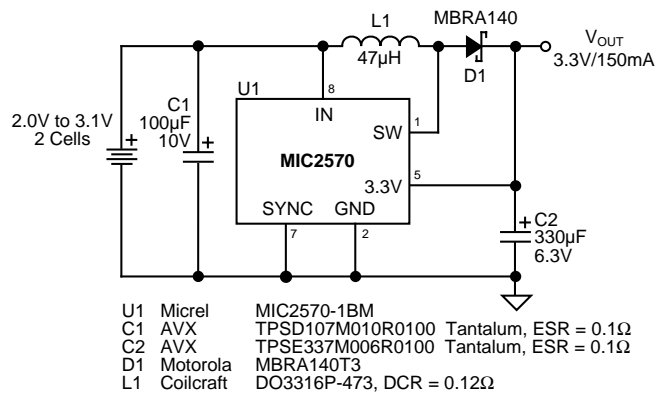 L1
47µH
MBRA140
D1
VOUT
3.3V/150mA
U1
8
IN
2.0V to 3.1V
2 Cells
+
C1
100µF
10V
+
SW
1
MIC2570
3.3V
5
SYNC
GND
7
2
+
C2
330µF
6.3V
U1 Micrel MIC2570-1BM
C1 AVX TPSD107M010R0100 Tantalum, ESR = 0.1Ω
C2 AVX TPSE337M006R0100 Tantalum, ESR = 0.1Ω
D1 Motorola MBRA140T3
L1 Coilcraft DO3316P-473, DCR = 0.12Ω